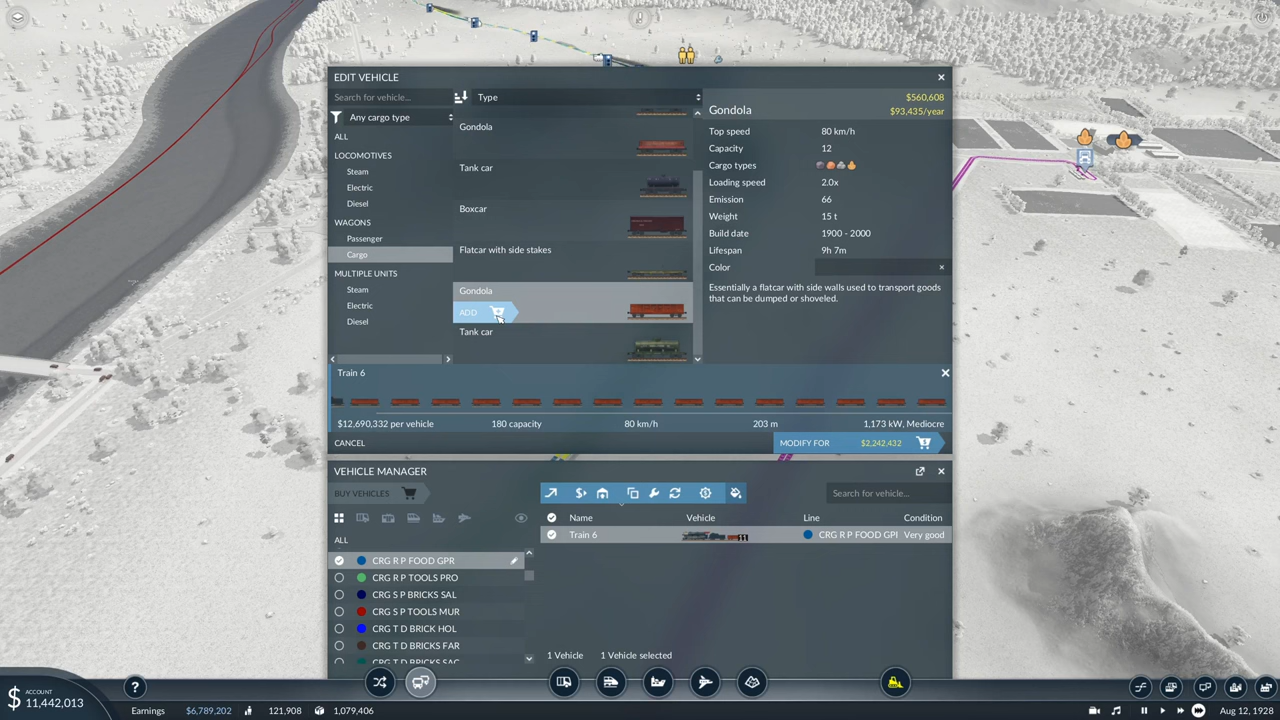 EDIT VEHICLE
Search for vehicle...
Type
Any cargo type
ALL
LOCOMOTIVES
Steam
Electric
Diesel
WAGONS
Passenger
Cargo
MULTIPLE UNITS
Steam
Electric
Diesel
Gondola
Tank car
Boxcar
Flatcar with side stakes
Gondola
ADD
Tank car
$560,608
Gondola
$93,435/year
Top speed 80 km/h
Capacity 12
Cargo types
Loading speed 2.0x
Emission 66
Weight 15 t
Build date 1900 - 2000
Lifespan 9h 7m
Color
Essentially a flatcar with side walls used to transport goods
that can be dumped or shoveled.
Train 6
$12,690,332 per vehicle 180 capacity 80 km/h 203 m 1,173 kW, Mediocre
CANCEL
MODIFY FOR $2,242,432
VEHICLE MANAGER
BUY VEHICLES
Search for vehicle...
ALL
CRG R P FOOD GPR
CRG R P TOOLS PRO
CRG S P BRICKS SAL
CRG S P TOOLS MUR
CRG T D BRICK HOL
CRG T D BRICKS FAR
CRG T D BRICKS SAC
Name Vehicle Line Condition
Train 6 CRG R P FOOD GPI Very good
1 Vehicle 1 Vehicle selected
$ ACCOUNT
11,442,013
?
Earnings $6,789,202 121,908 1,079,406
Aug 12, 1928